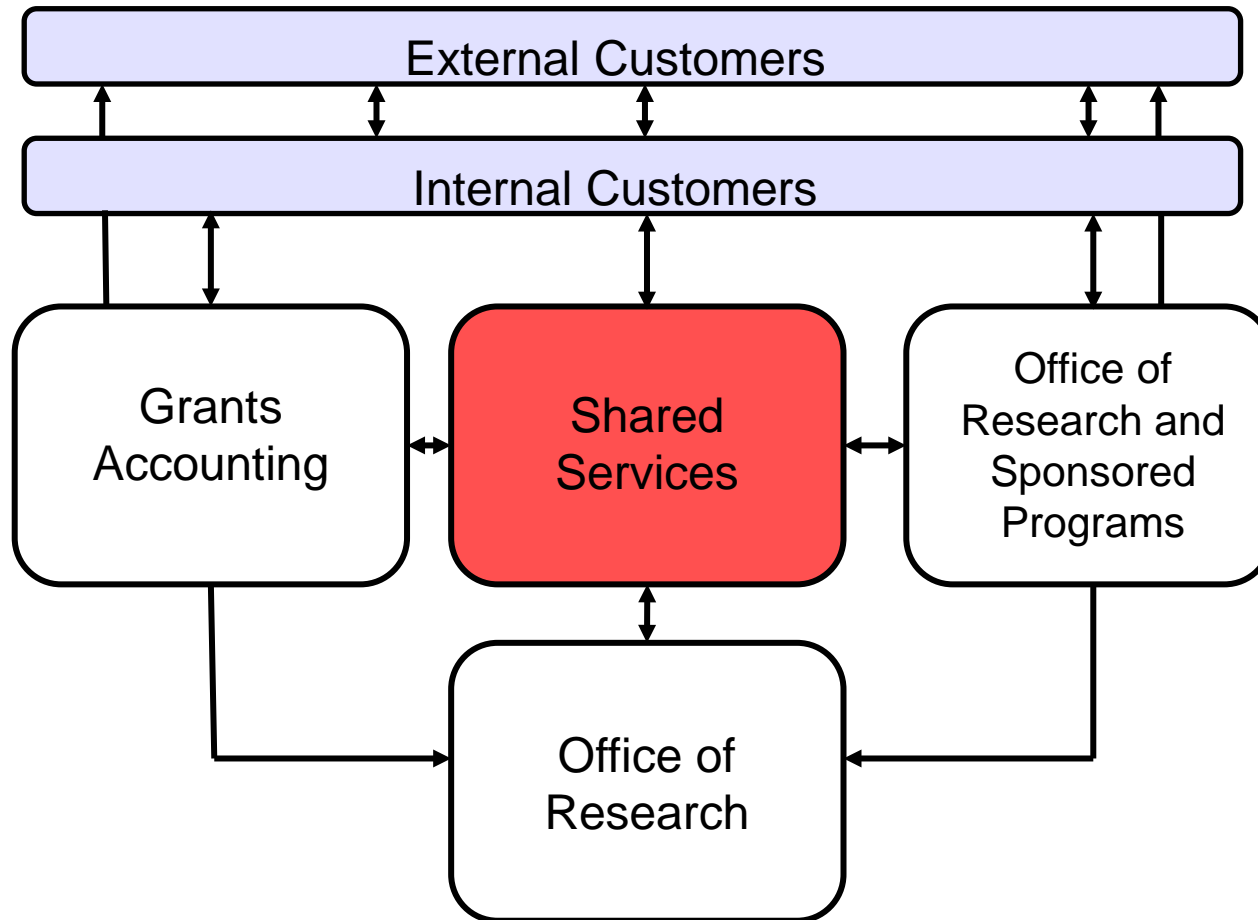 External Customers
Internal Customers
Grants
Accounting
Shared
Services
Office of
Research and
Sponsored
Programs
Office of
Research